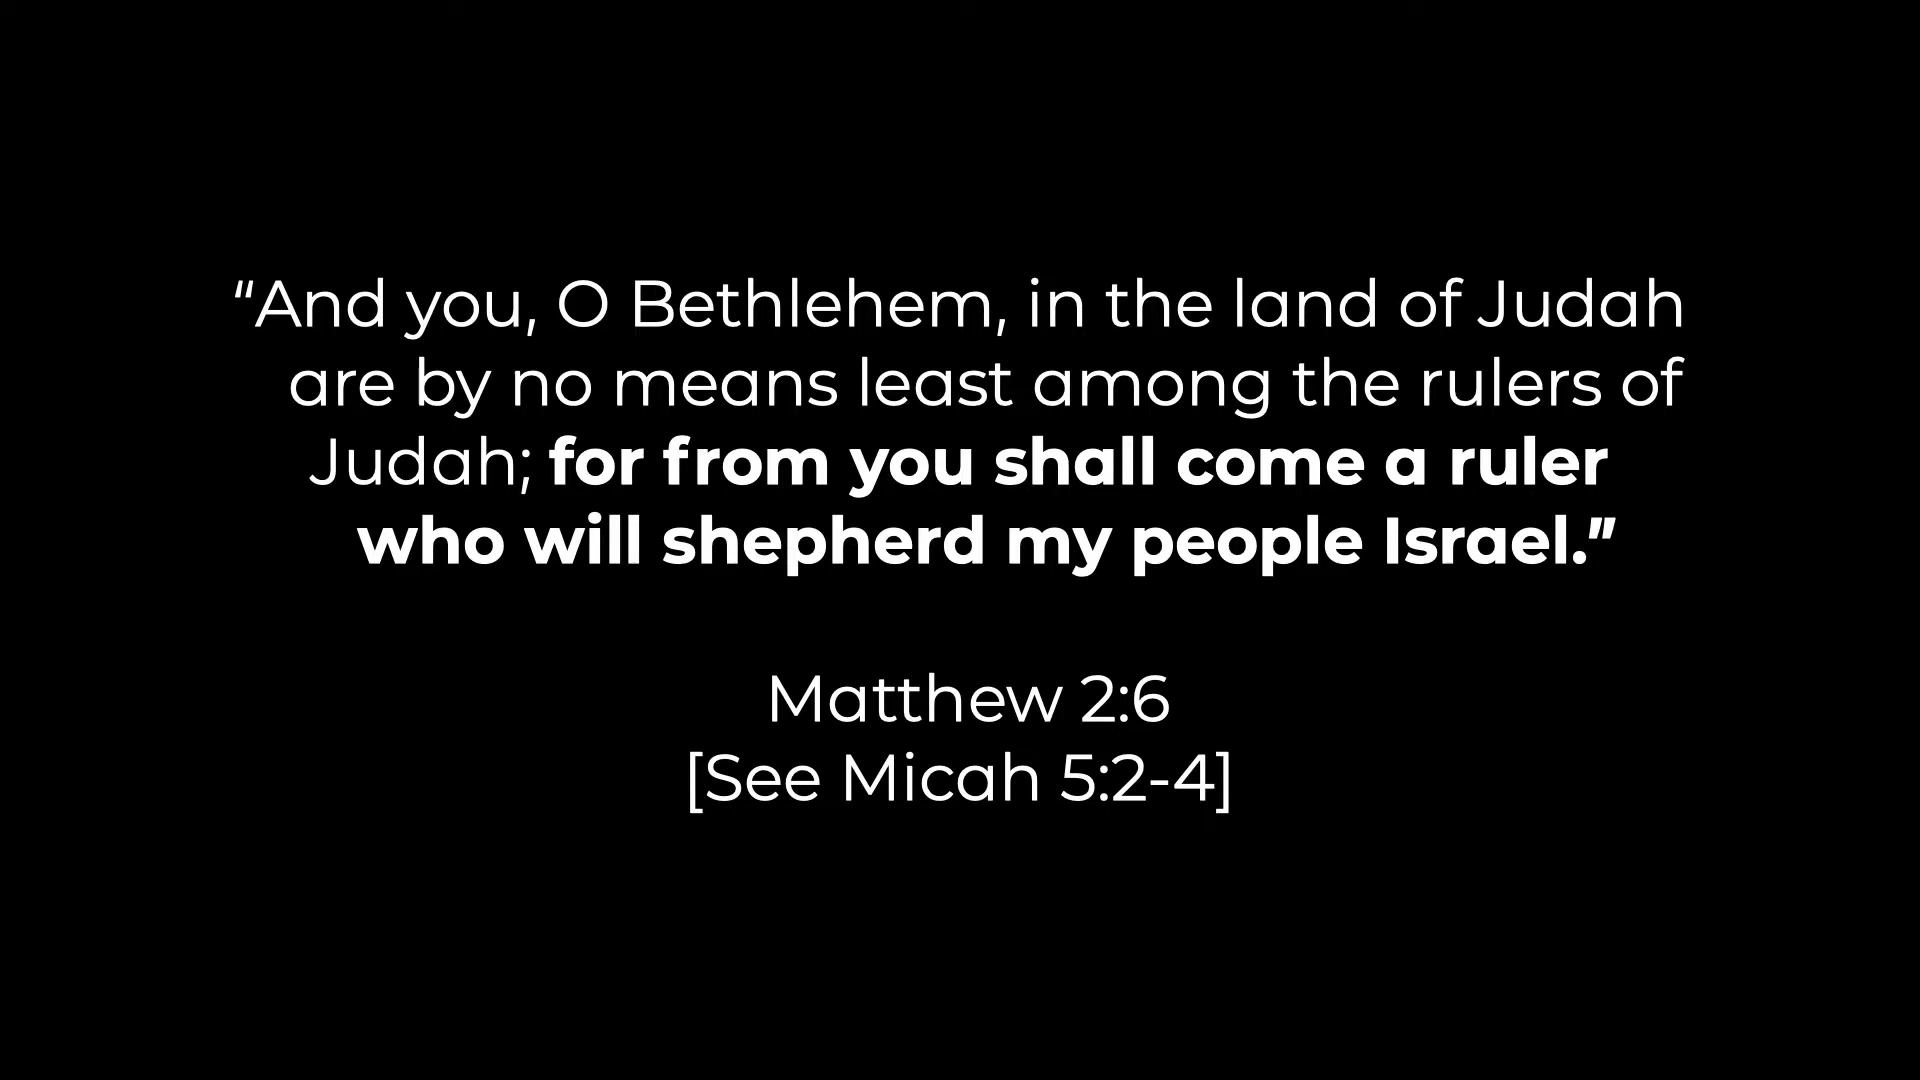 “And you, O Bethlehem, in the land of Judah
are by no means least among the rulers of
Judah; for from you shall come a ruler
who will shepherd my people Israel.”
Matthew 2:6
[See Micah 5:2-4]